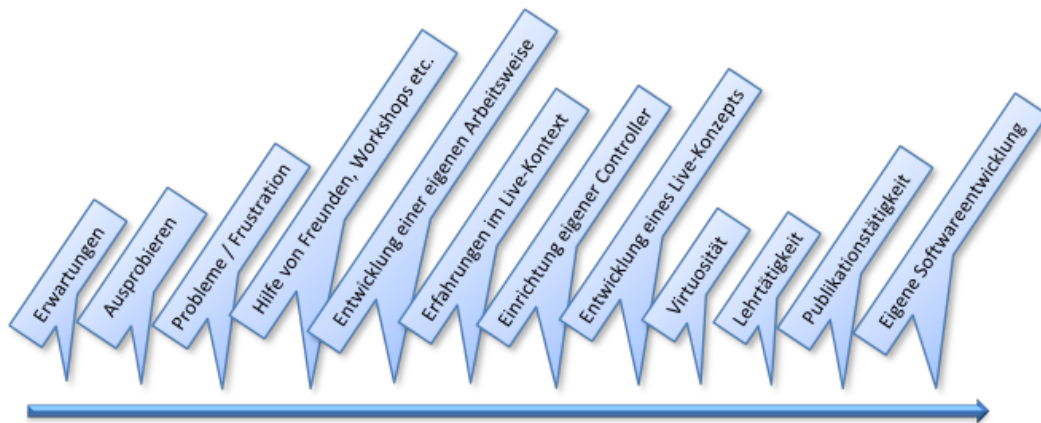 Erwartungen
Ausprobieren
Probleme / Frustration
Hilfe von Freunden, Workshops etc.
Entwicklung einer eigenen Arbeitsweise
Erfahrungen im Live-Kontext
Einrichtung eigener Controller
Entwicklung eines Live-Konzepts
Virtuosität
Lehrtätigkeit
Publikationstätigkeit
Eigene Softwareentwicklung